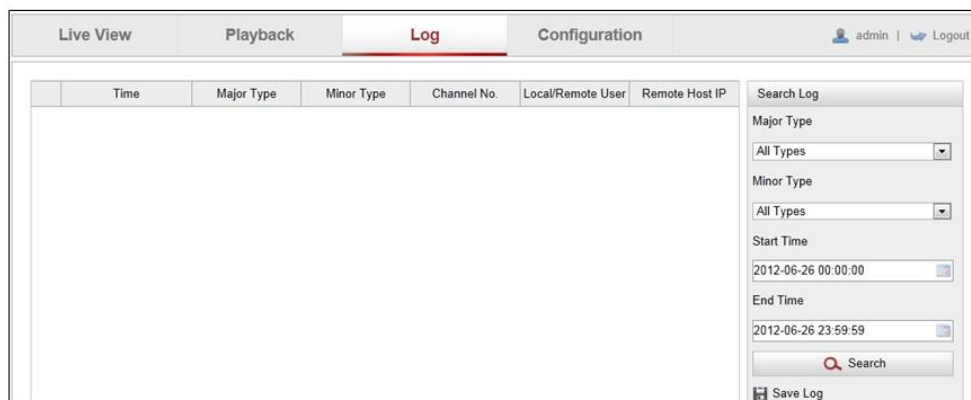 Live View Playback Log Configuration admin | Logout
Time Major Type Minor Type Channel No. Local/Remote User Remote Host IP
Search Log
Major Type
All Types
Minor Type
All Types
Start Time
2012-06-26 00:00:00
End Time
2012-06-26 23:59:59
Search
Save Log